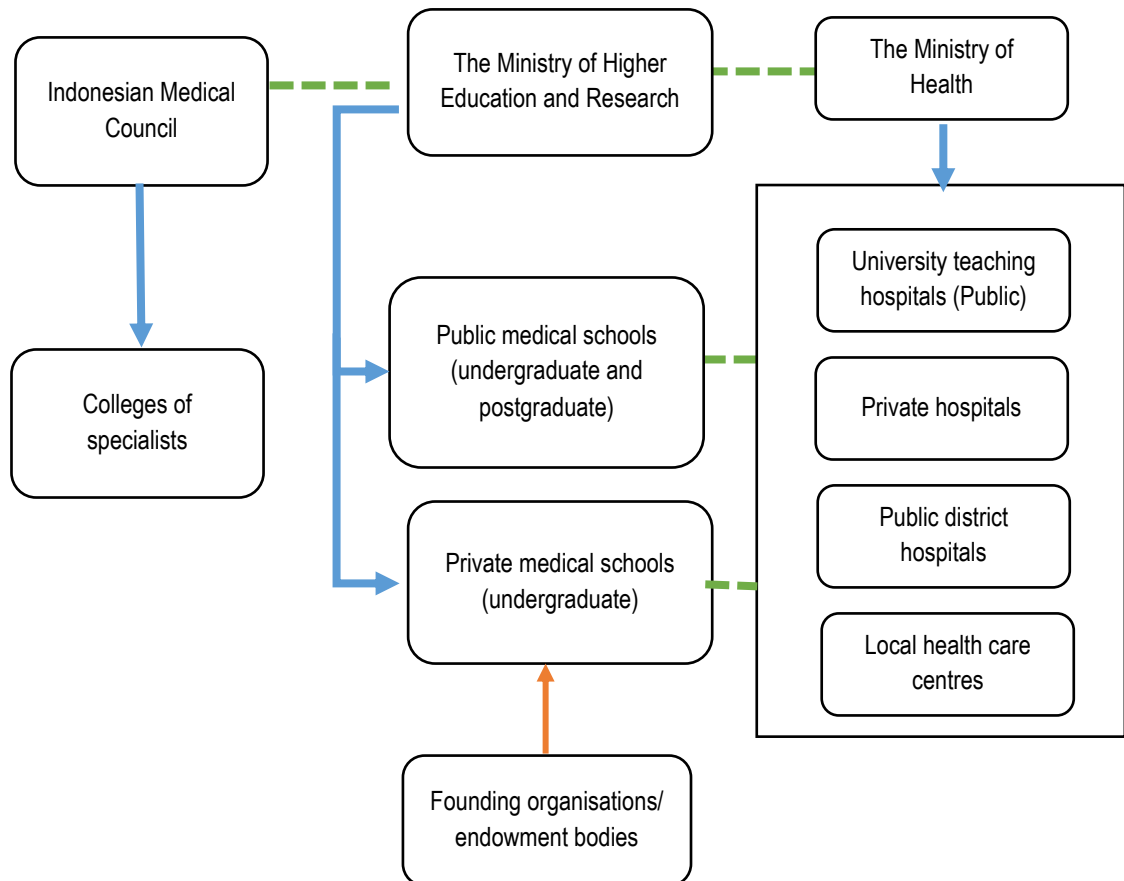 Indonesian Medical
Council
The Ministry of Higher
Education and Research
The Ministry of
Health
University teaching
hospitals (Public)
Public medical schools
(undergraduate and
postgraduate)
Private hospitals
Colleges of
specialists
Public district
hospitals
Private medical schools
(undergraduate)
Local health care
centres
Founding organisations/
endowment bodies